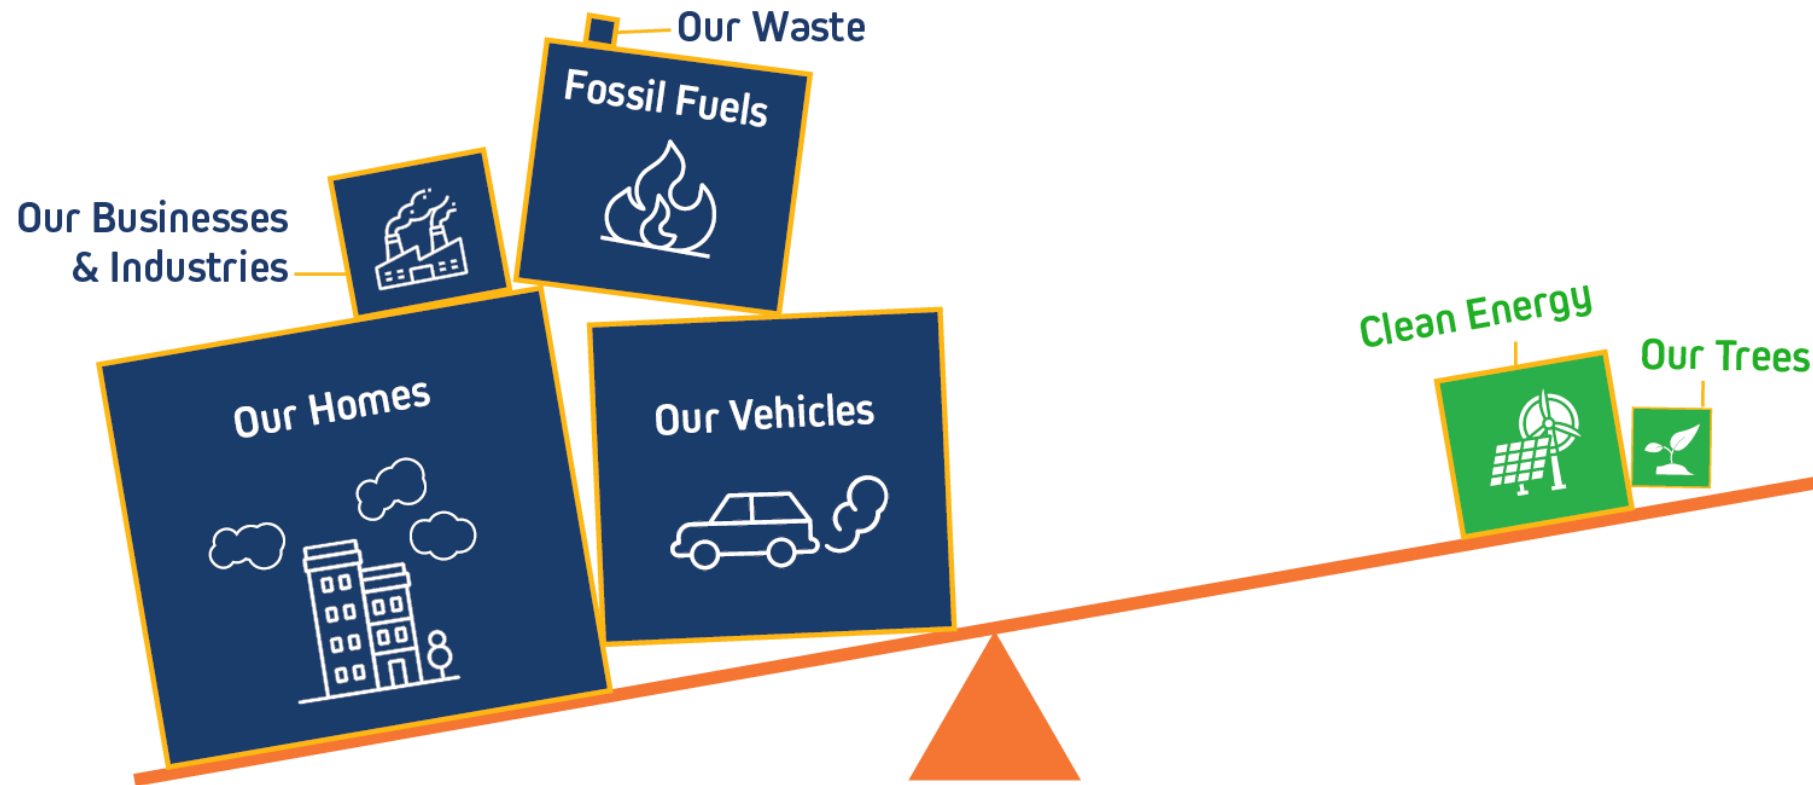 Our Waste
Fossil Fuels
Our Businesses
& Industries
Our Homes
Our Vehicles
Clean Energy
Our Trees